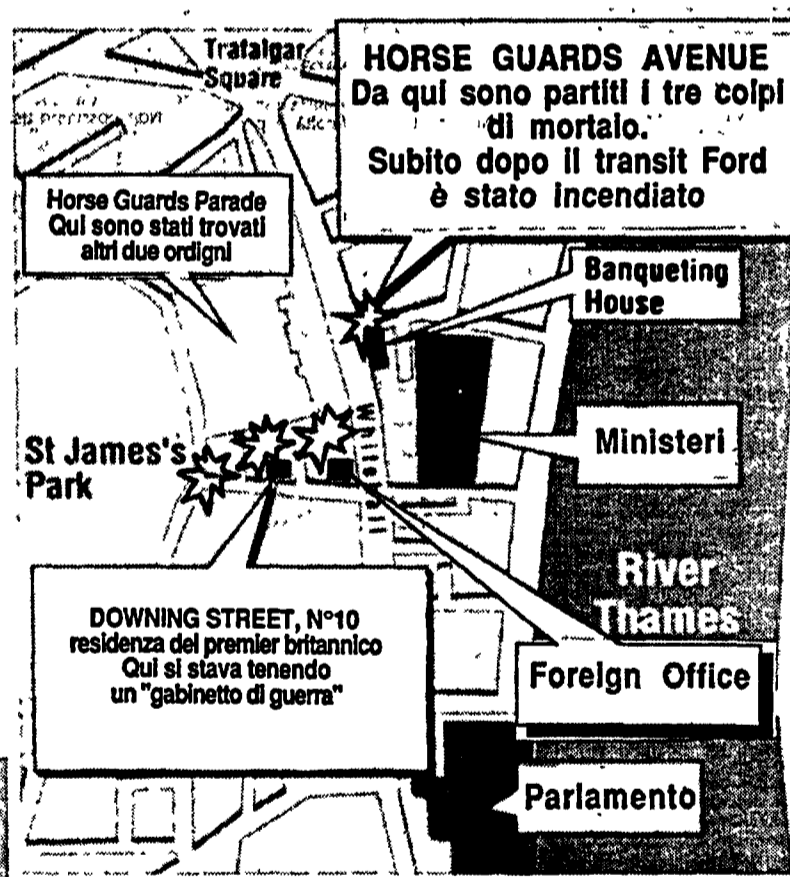 Trafalgar
Square
HORSE GUARDS AVENUE
Da qui sono partiti i tre colpi
di mortaio.
Subito dopo il transit Ford
è stato incendiato
Horse Guards Parade
Qui sono stati trovati
altri due ordigni
Banqueting
House
Whitehall
Ministeri
St James's
Park
River
Thames
DOWNING STREET, N°10
residenza del premier britannico
Qui si stava tenendo
un "gabinetto di guerra"
Foreign Office
Parlamento